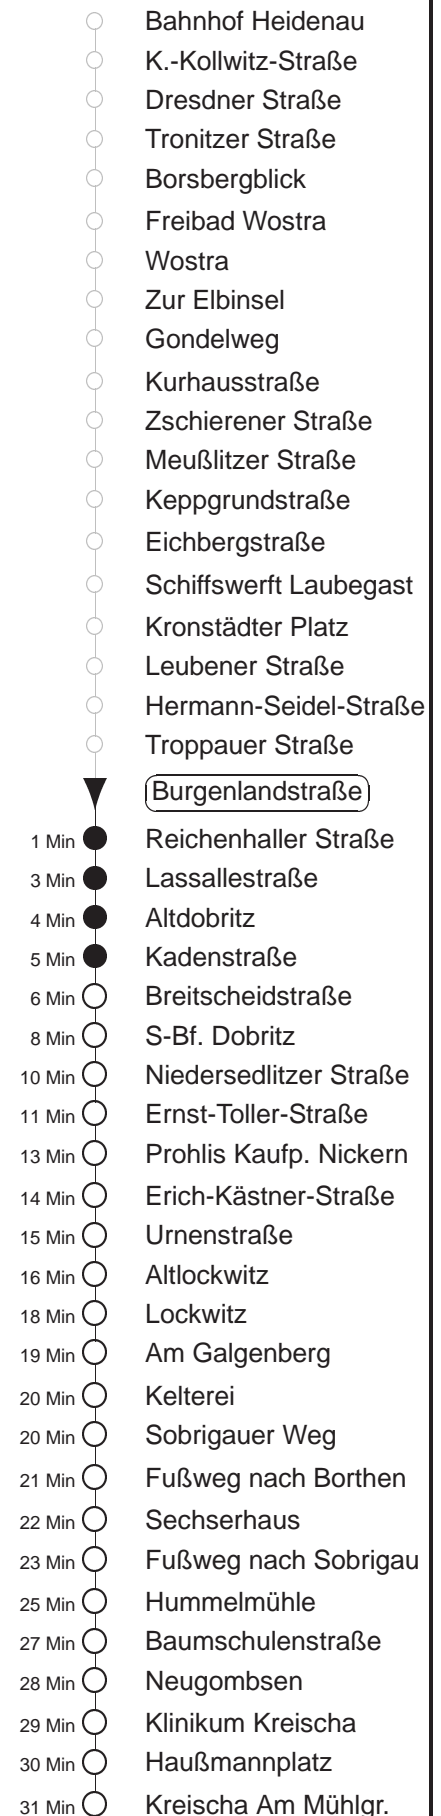 Bahnhof Heidenau
K.-Kollwitz-Straße
Dresdner Straße
Tronitzer Straße
Borsbergblick
Freibad Wostra
Wostra
Zur Elbinsel
Gondelweg
Kurhausstraße
Zschierener Straße
Meußlitzer Straße
Keppgrundstraße
Eichbergstraße
Schiffswerft Laubegast
Kronstädter Platz
Leubener Straße
Hermann-Seidel-Straße
Troppauer Straße
Burgenlandstraße
1 Min Reichenhaller Straße
3 Min Lassallestraße
4 Min Altdobritz
5 Min Kadenstraße
6 Min Breitscheidstraße
8 Min S-Bf. Dobritz
10 Min Niedersedlitzer Straße
11 Min Ernst-Toller-Straße
13 Min Prohlis Kaufp. Nickern
14 Min Erich-Kästner-Straße
15 Min Urnenstraße
16 Min Altlockwitz
18 Min Lockwitz
19 Min Am Galgenberg
20 Min Kelterei
20 Min Sobrigauer Weg
21 Min Fußweg nach Borthen
22 Min Sechserhaus
23 Min Fußweg nach Sobrigau
25 Min Hummelmühle
27 Min Baumschulenstraße
28 Min Neugombsen
29 Min Klinikum Kreischa
30 Min Haußmannplatz
31 Min Kreischa Am Mühlgr.